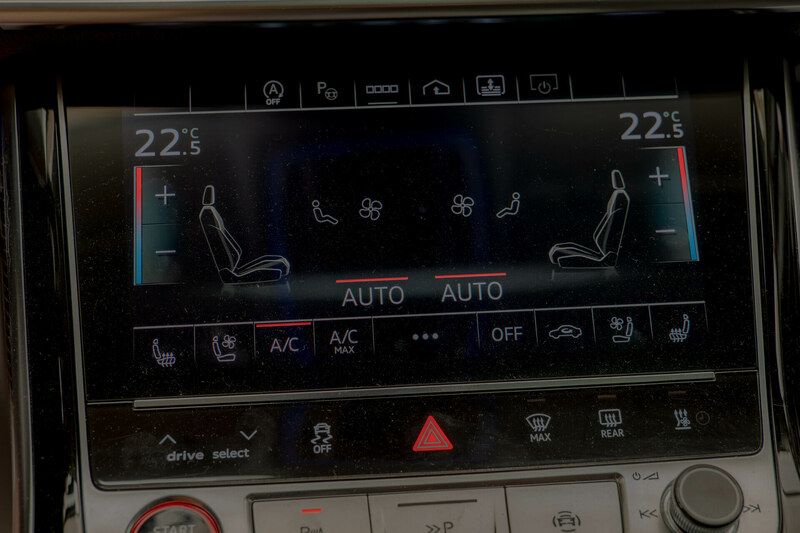 A OFF P
22.5 °C 22.5 °C
+ +
- -
AUTO AUTO
A/C A/C MAX ••• OFF
drive select OFF MAX REAR
START P P